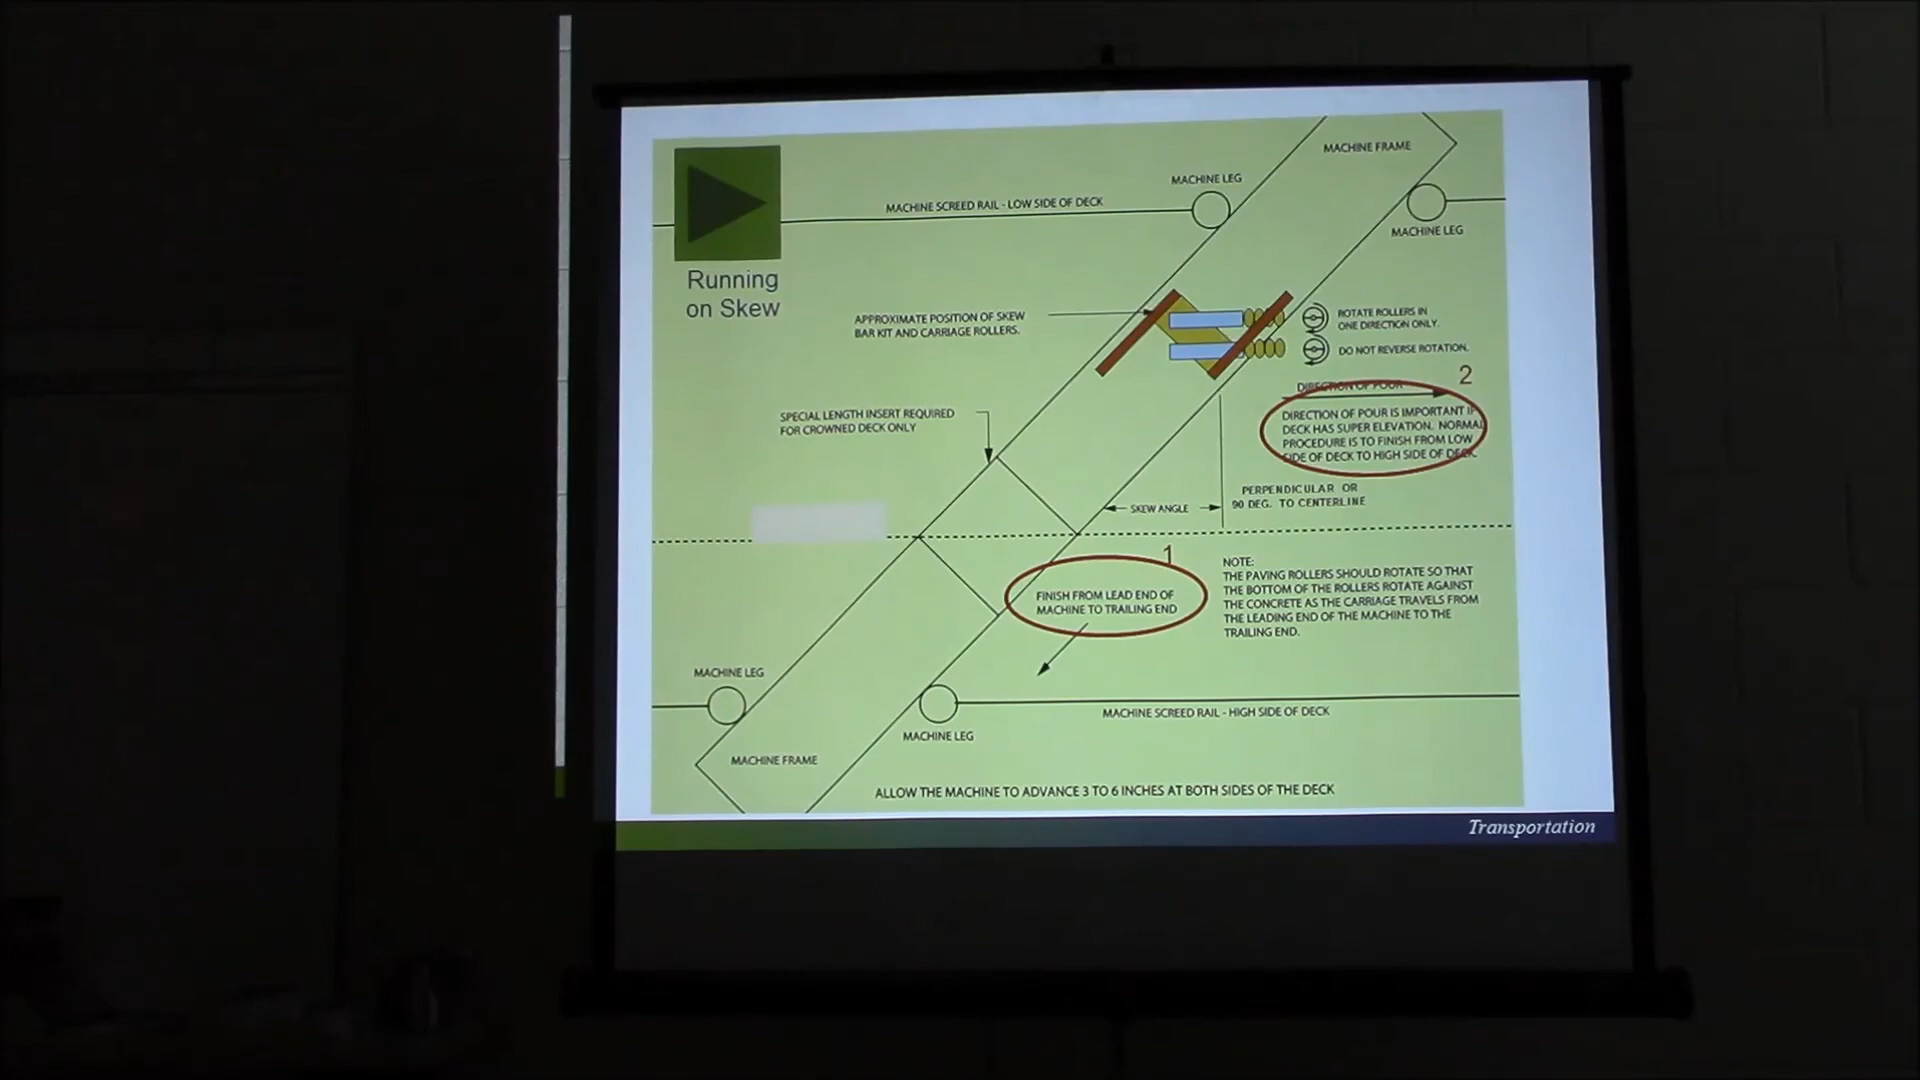 MACHINE FRAME
MACHINE LEG
MACHINE SCREED RAIL - LOW SIDE OF DECK
MACHINE LEG
Running
on Skew
APPROXIMATE POSITION OF SKEW
BAR KIT AND CARRIAGE ROLLERS.
ROTATE ROLLERS IN
ONE DIRECTION ONLY.
DO NOT REVERSE ROTATION.
2
DIRECTION OF POUR
DIRECTION OF POUR IS IMPORTANT IF
DECK HAS SUPER ELEVATION. NORMAL
PROCEDURE IS TO FINISH FROM LOW
SIDE OF DECK TO HIGH SIDE OF DECK.
SPECIAL LENGTH INSERT REQUIRED
FOR CROWNED DECK ONLY
PERPENDICULAR OR
90 DEG. TO CENTERLINE
SKEW ANGLE
1
FINISH FROM LEAD END OF
MACHINE TO TRAILING END
NOTE:
THE PAVING ROLLERS SHOULD ROTATE SO THAT
THE BOTTOM OF THE ROLLERS ROTATE AGAINST
THE CONCRETE AS THE CARRIAGE TRAVELS FROM
THE LEADING END OF THE MACHINE TO THE
TRAILING END.
MACHINE LEG
MACHINE SCREED RAIL - HIGH SIDE OF DECK
MACHINE LEG
MACHINE FRAME
ALLOW THE MACHINE TO ADVANCE 3 TO 6 INCHES AT BOTH SIDES OF THE DECK
Transportation